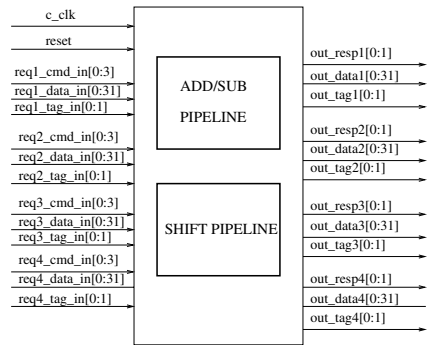 c_clk
reset
req1_cmd_in[0:3]
req1_data_in[0:31]
req1_tag_in[0:1]
req2_cmd_in[0:3]
req2_data_in[0:31]
req2_tag_in[0:1]
req3_cmd_in[0:3]
req3_data_in[0:31]
req3_tag_in[0:1]
req4_cmd_in[0:3]
req4_data_in[0:31]
req4_tag_in[0:1]
ADD/SUB
PIPELINE
SHIFT PIPELINE
out_resp1[0:1]
out_data1[0:31]
out_tag1[0:1]
out_resp2[0:1]
out_data2[0:31]
out_tag2[0:1]
out_resp3[0:1]
out_data3[0:31]
out_tag3[0:1]
out_resp4[0:1]
out_data4[0:31]
out_tag4[0:1]